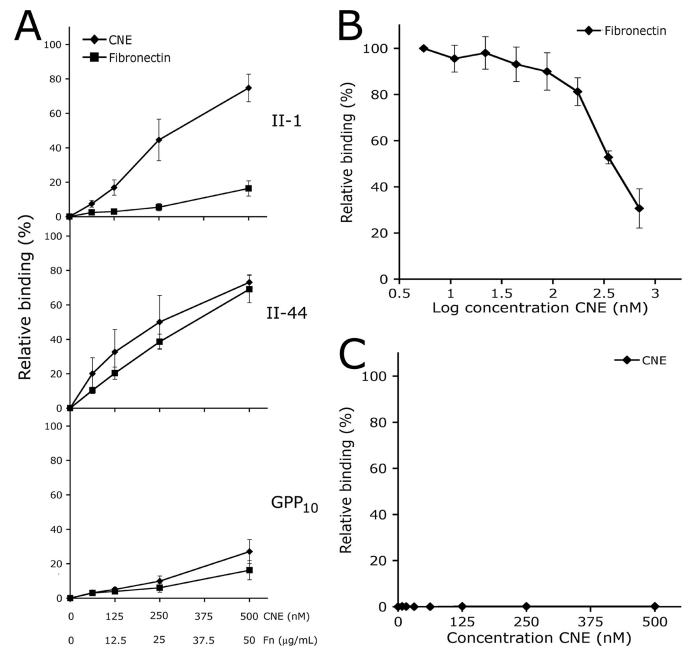 A
CNE
Fibronectin
Relative binding (%)
100
80
60
40
20
0
II-1
100
80
60
40
20
0
II-44
100
80
60
40
20
0
GPP10
0 125 250 375 500 CNE (nM)
0 12.5 25 37.5 50 Fn (µg/mL)
B
Fibronectin
Relative binding (%)
100
80
60
40
20
0
0.5 1 1.5 2 2.5 3
Log concentration CNE (nM)
C
CNE
Relative binding (%)
100
80
60
40
20
0
0 125 250 375 500
Concentration CNE (nM)